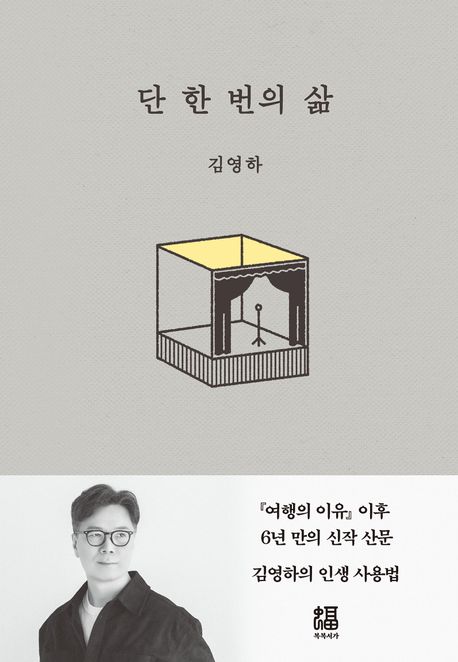 단 한 번의 삶
김영하
『여행의 이유』 이후
6년 만의 신작 산문
김영하의 인생 사용법
복복서가